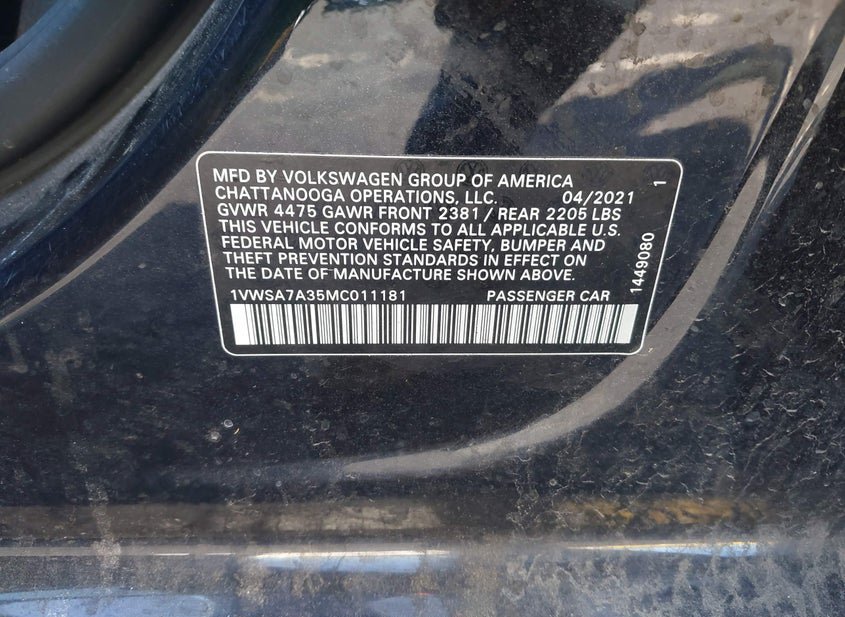 MFD BY VOLKSWAGEN GROUP OF AMERICA
CHATTANOOGA OPERATIONS, LLC. 04/2021
GVWR 4475 GAWR FRONT 2381 / REAR 2205 LBS
THIS VEHICLE CONFORMS TO ALL APPLICABLE U.S.
FEDERAL MOTOR VEHICLE SAFETY, BUMPER AND
THEFT PREVENTION STANDARDS IN EFFECT ON
THE DATE OF MANUFACTURE SHOWN ABOVE.
1VWSA7A35MC011181 PASSENGER CAR
1449080 1